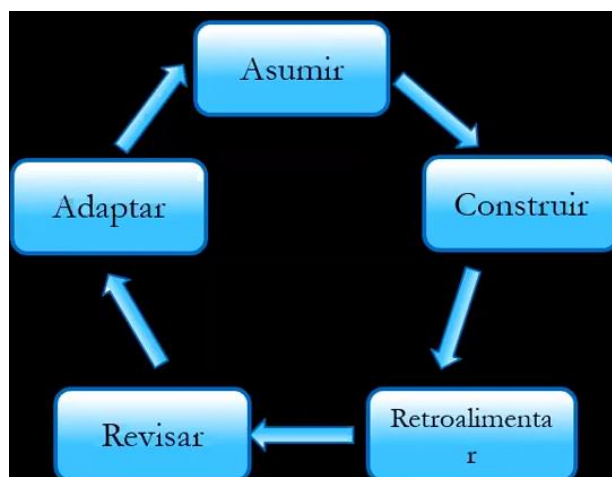 Asumir
Construir
Retroalimenta
r
Revisar
Adaptar